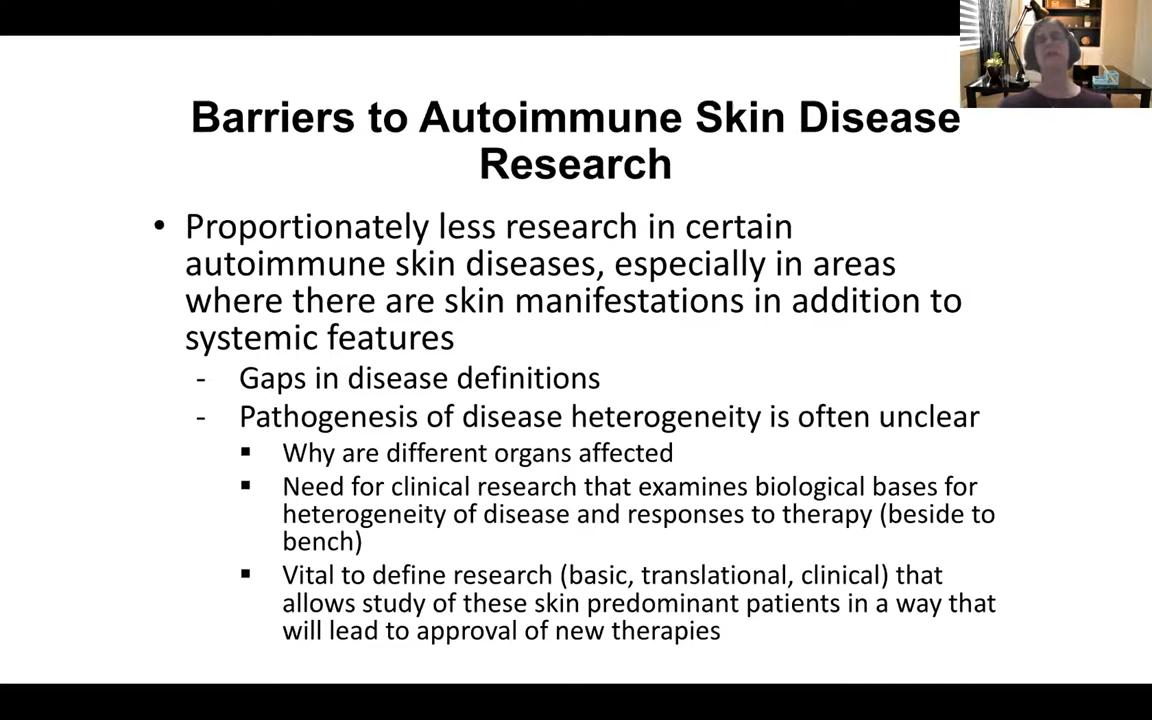 Barriers to Autoimmune Skin Disease
Research
• Proportionately less research in certain
autoimmune skin diseases, especially in areas
where there are skin manifestations in addition to
systemic features
- Gaps in disease definitions
- Pathogenesis of disease heterogeneity is often unclear
▪ Why are different organs affected
▪ Need for clinical research that examines biological bases for
heterogeneity of disease and responses to therapy (beside to
bench)
▪ Vital to define research (basic, translational, clinical) that
allows study of these skin predominant patients in a way that
will lead to approval of new therapies